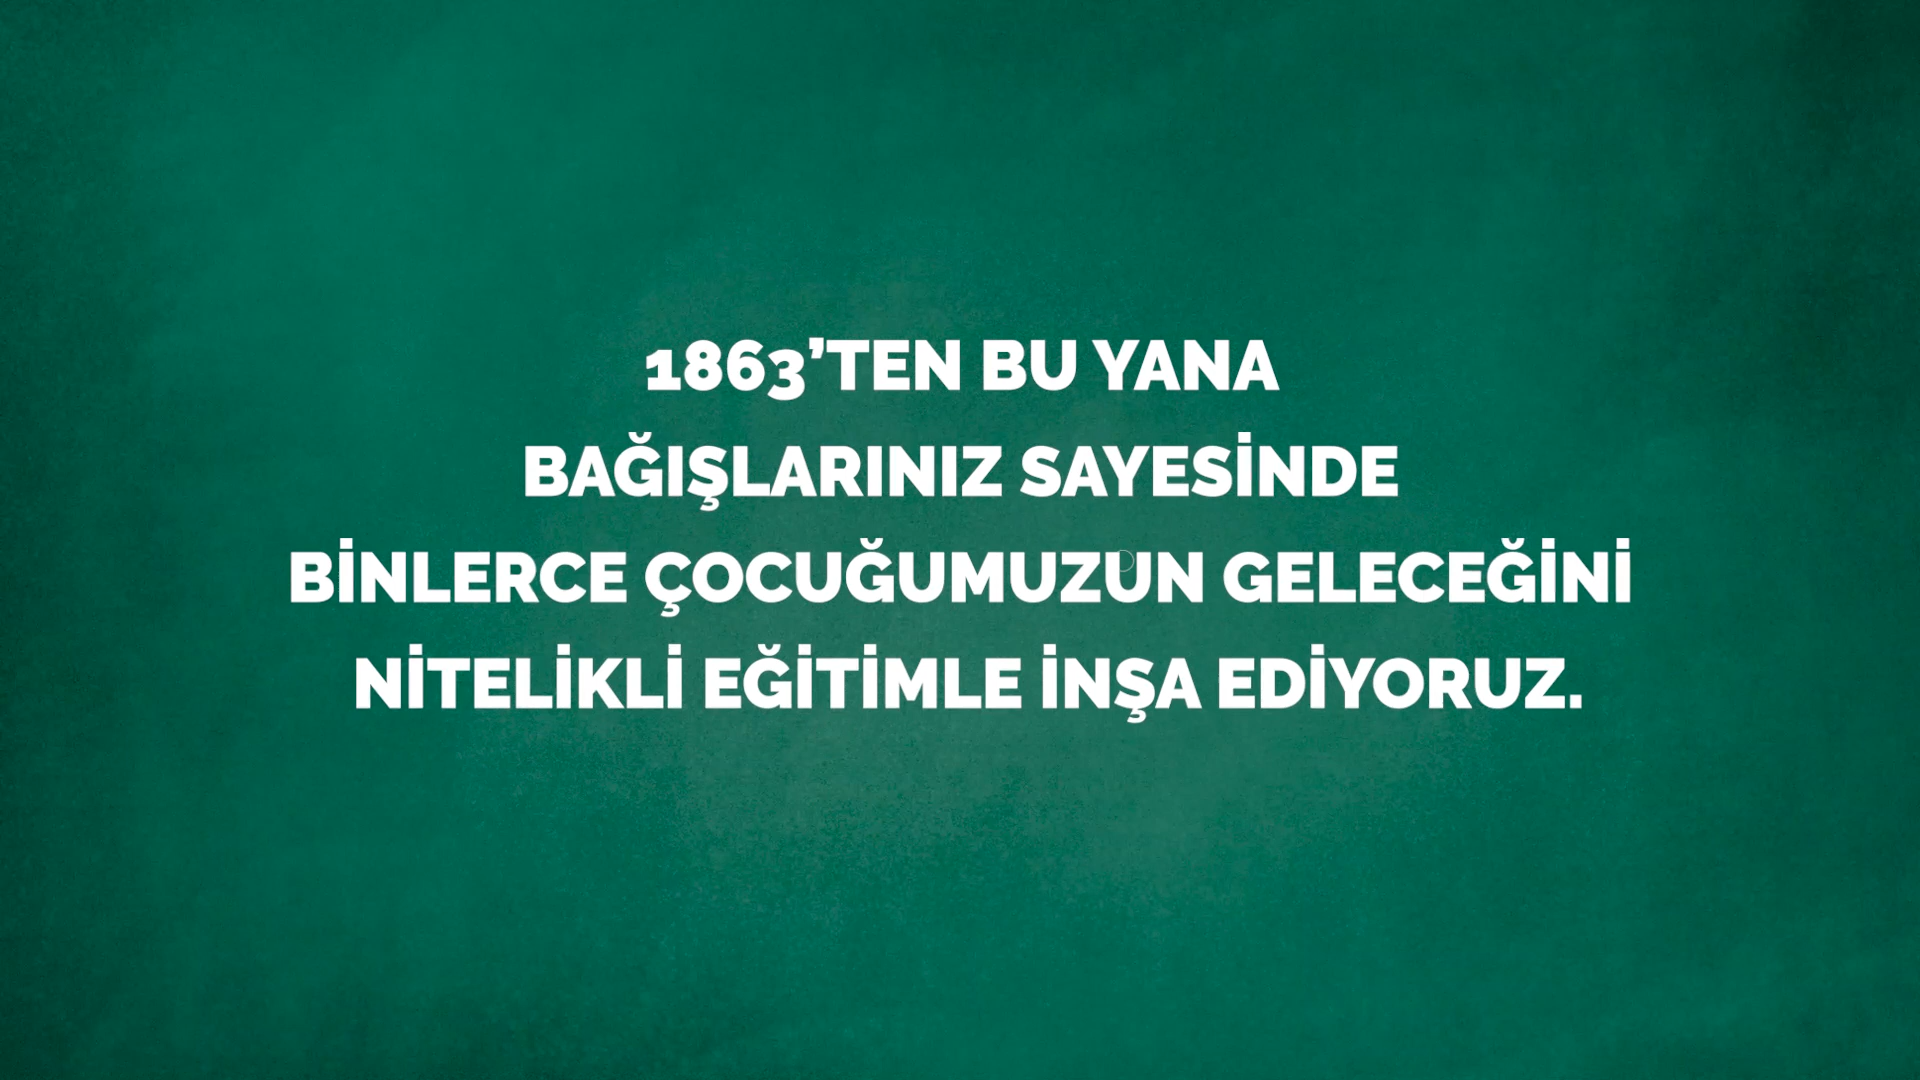 1863’TEN BU YANA
BAĞIŞLARINIZ SAYESİNDE
BİNLERCE ÇOCUĞUMUZUN GELECEĞİNİ
NİTELİKLİ EĞİTİMLE İNŞA EDİYORUZ.